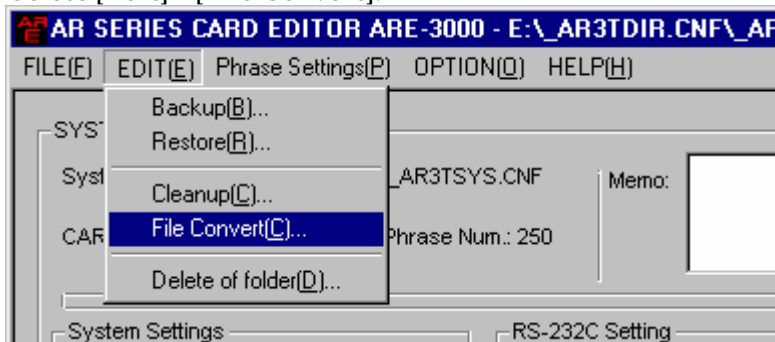 AR SERIES CARD EDITOR ARE-3000 - E:\_AR3TDIR.CNF\_AR
FILE(F) EDIT(E) Phrase Settings(P) OPTION(O) HELP(H)
Backup(B)...
Restore(R)...
Cleanup(C)...
File Convert(C)...
Delete of folder(D)...
_AR3TSYS.CNF
Memo:
Phrase Num.: 250
System Settings
RS-232C Setting